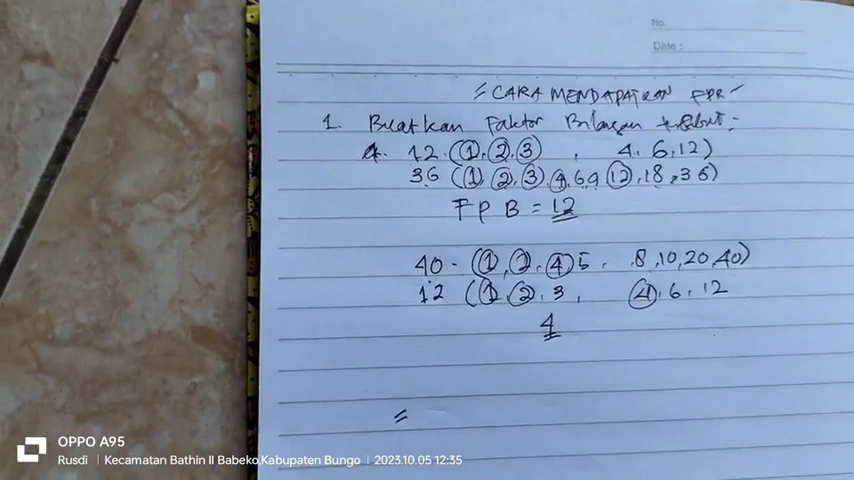 No.
Date :
= CARA MENDAPATKAN FPB =
1. Buatkan Faktor Bilangan tersebut :
a. 12. (1, 2, 3, 4, 6, 12)
36 (1, 2, 3, 4, 6, 9, 12, 18, 36)
FPB = 12
40 - (1, 2, 4, 5, 8, 10, 20, 40)
12 (1, 2, 3, 4, 6, 12
4
=
OPPO A95
Rusdi | Kecamatan Bathin II Babeko,Kabupaten Bungo | 2023.10.05 12:35